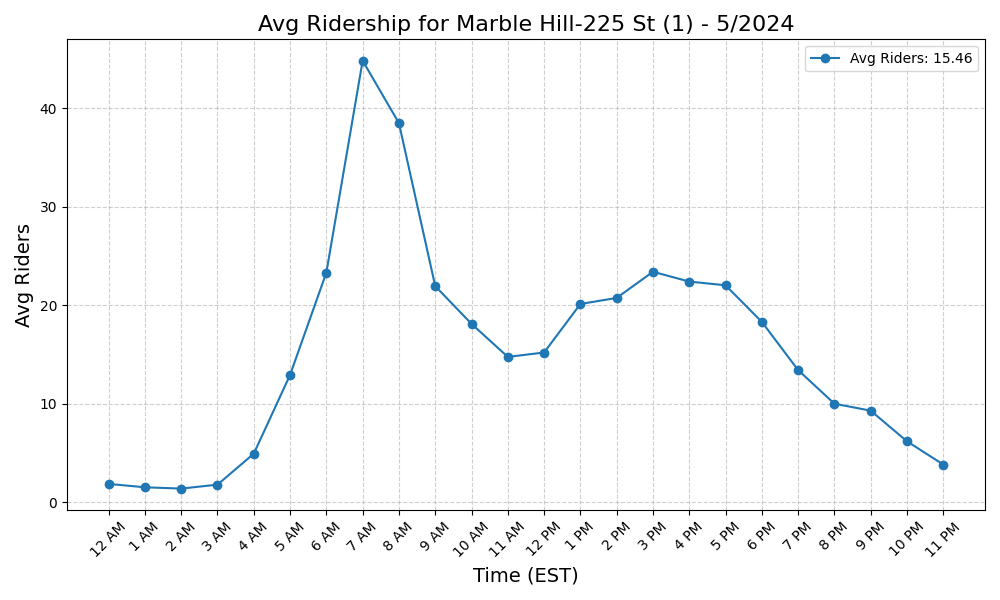 Avg Ridership for Marble Hill-225 St (1) - 5/2024
Avg Riders: 15.46
Avg Riders
40
30
20
10
0
12 AM
1 AM
2 AM
3 AM
4 AM
5 AM
6 AM
7 AM
8 AM
9 AM
10 AM
11 AM
12 PM
1 PM
2 PM
3 PM
4 PM
5 PM
6 PM
7 PM
8 PM
9 PM
10 PM
11 PM
Time (EST)